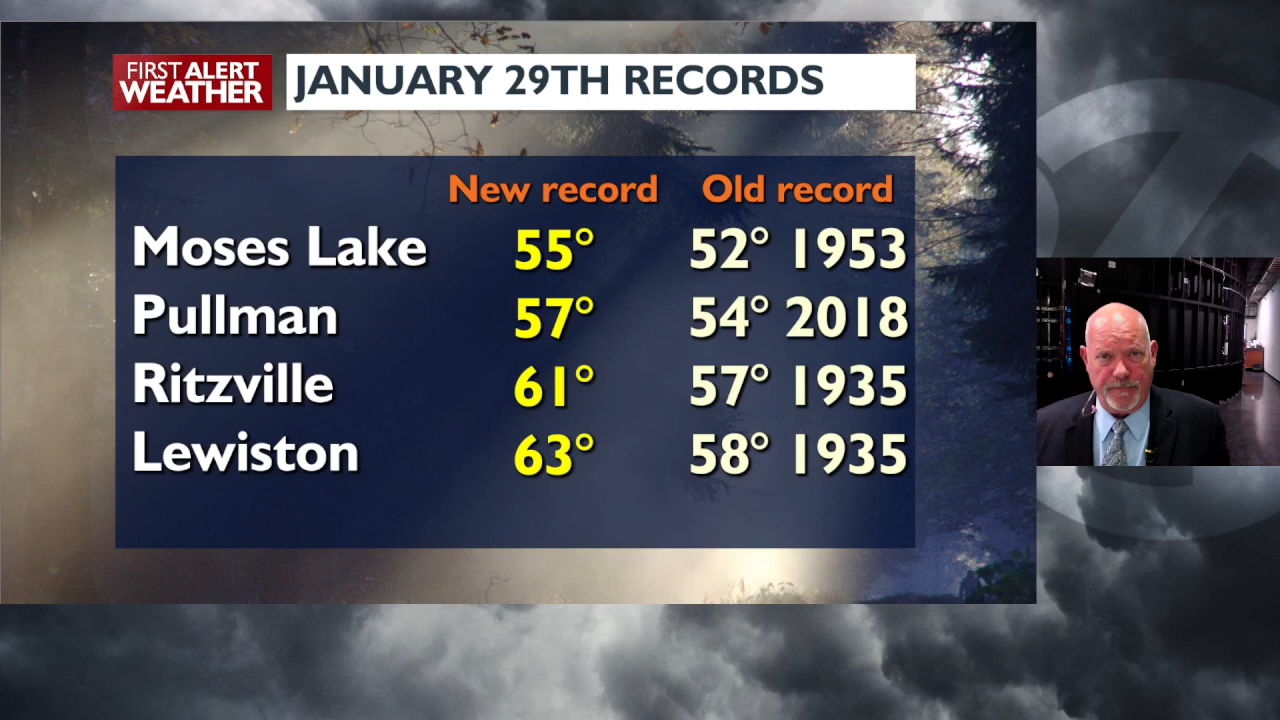 FIRST ALERT
WEATHER
JANUARY 29TH RECORDS
New record Old record
Moses Lake 55° 52° 1953
Pullman 57° 54° 2018
Ritzville 61° 57° 1935
Lewiston 63° 58° 1935